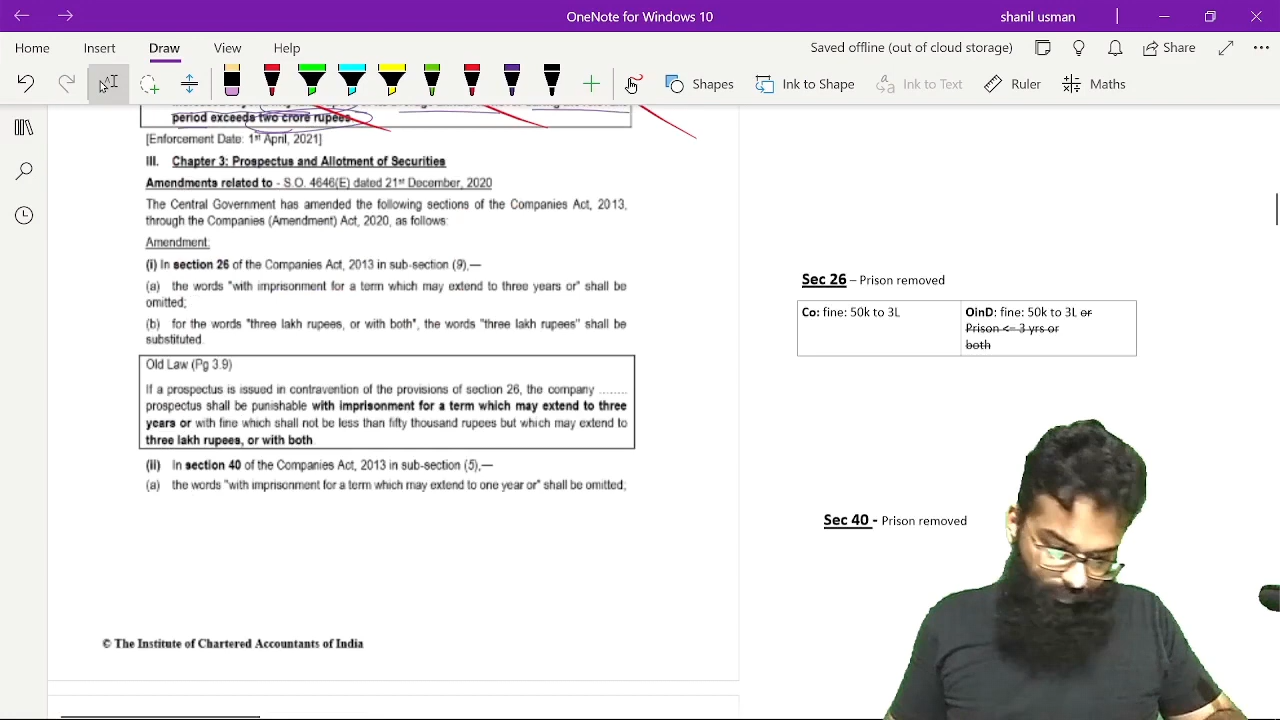 OneNote for Windows 10
shanil usman
Home Insert Draw View Help
Saved offline (out of cloud storage)
Share
Shapes
Ink to Shape
Ink to Text
Ruler
Maths
period exceeds two crore rupees.
[Enforcement Date: 1st April, 2021]
III. Chapter 3: Prospectus and Allotment of Securities
Amendments related to - S.O. 4646(E) dated 21st December, 2020
The Central Government has amended the following sections of the Companies Act, 2013,
through the Companies (Amendment) Act, 2020, as follows:
Amendment:
(i) In section 26 of the Companies Act, 2013 in sub-section (9),—
(a) the words "with imprisonment for a term which may extend to three years or" shall be
omitted;
(b) for the words "three lakh rupees, or with both", the words "three lakh rupees" shall be
substituted.
Old Law (Pg 3.9)
If a prospectus is issued in contravention of the provisions of section 26, the company ........
prospectus shall be punishable with imprisonment for a term which may extend to three
years or with fine which shall not be less than fifty thousand rupees but which may extend to
three lakh rupees, or with both
(ii) In section 40 of the Companies Act, 2013 in sub-section (5),—
(a) the words "with imprisonment for a term which may extend to one year or" shall be omitted;
© The Institute of Chartered Accountants of India
Sec 26 – Prison removed
Co: fine: 50k to 3L
OinD: fine: 50k to 3L or
Prison <= 3 yrs or
both
Sec 40 - Prison removed